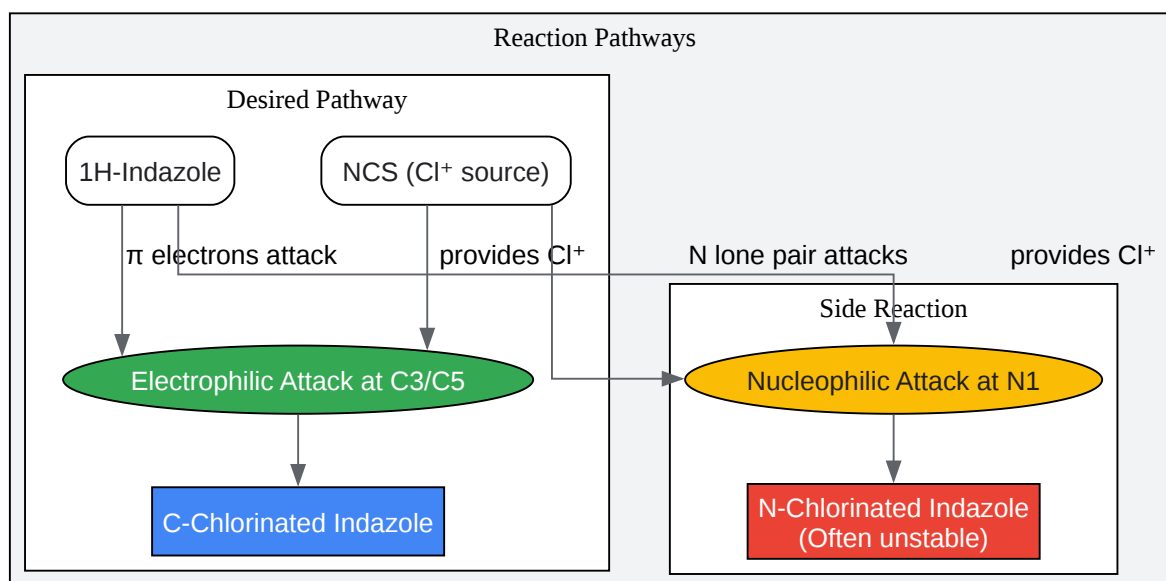 Reaction Pathways
Desired Pathway
1H-Indazole
NCS (Cl⁺ source)
π electrons attack
provides Cl⁺
N lone pair attacks
provides Cl⁺
Side Reaction
Electrophilic Attack at C3/C5
Nucleophilic Attack at N1
C-Chlorinated Indazole
N-Chlorinated Indazole
(Often unstable)